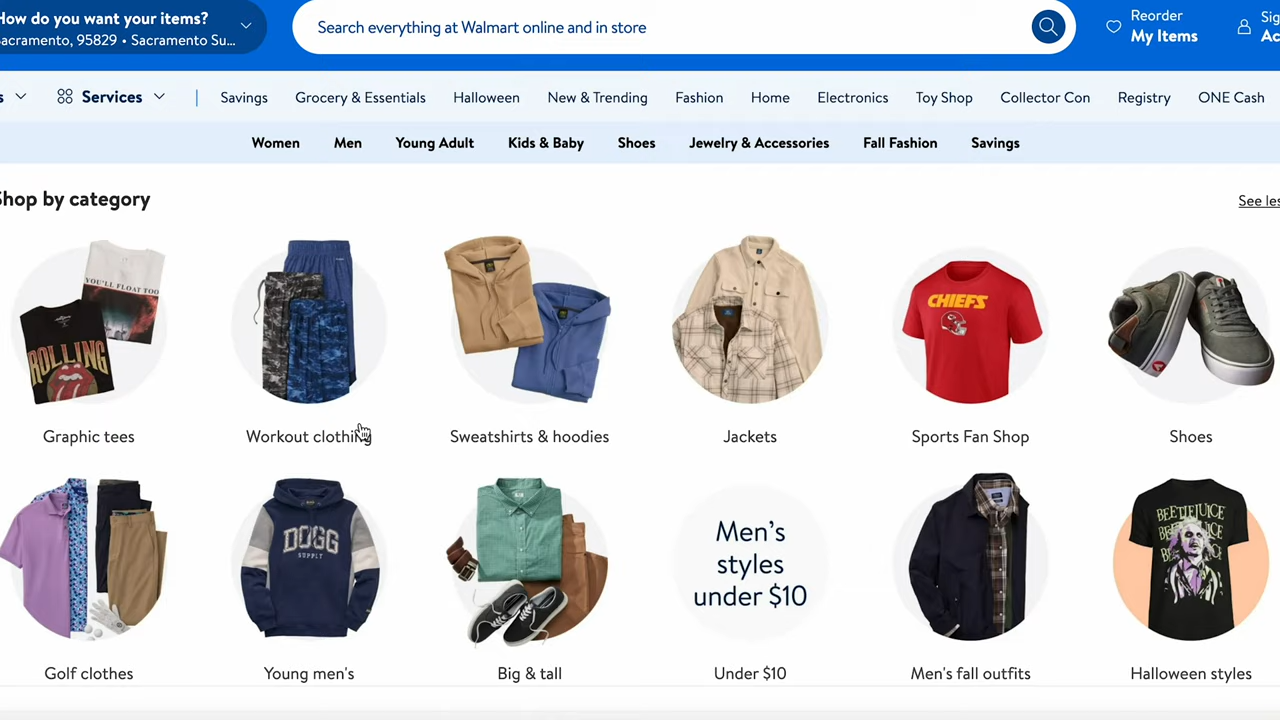 How do you want your items?
Sacramento, 95829 • Sacramento Su...
Search everything at Walmart online and in store
Reorder
My Items
Services
Savings
Grocery & Essentials
Halloween
New & Trending
Fashion
Home
Electronics
Toy Shop
Collector Con
Registry
ONE Cash
Women
Men
Young Adult
Kids & Baby
Shoes
Jewelry & Accessories
Fall Fashion
Savings
Shop by category
See les
YOU'LL FLOAT TOO
ROLLING
CHIEFS
Graphic tees
Workout clothing
Sweatshirts & hoodies
Jackets
Sports Fan Shop
Shoes
DOGG
SUPPLY
Men's
styles
under $10
BEETLEJUICE
BEETLEJUICE
Golf clothes
Young men's
Big & tall
Under $10
Men's fall outfits
Halloween styles